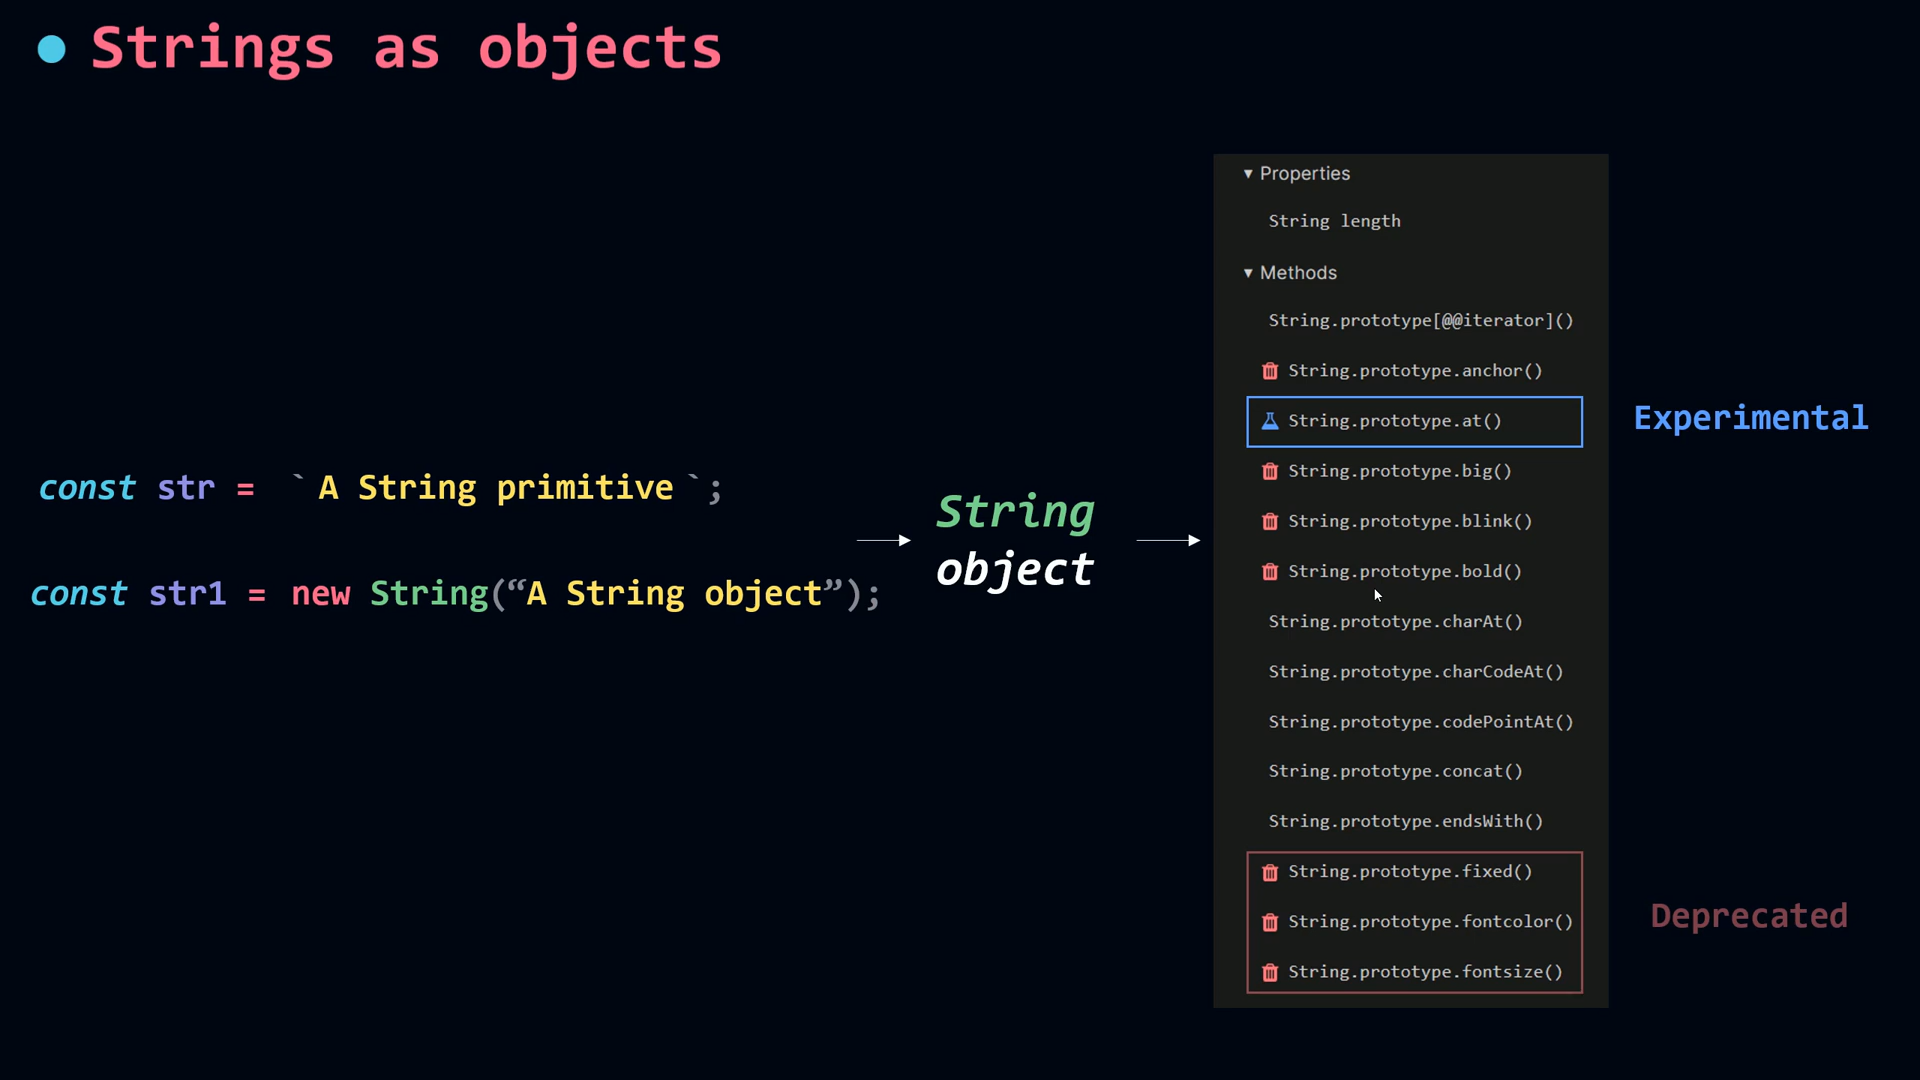 Strings as objects
const str = `A String primitive`;
const str1 = new String(“A String object”);
String
object
▾ Properties
String length
▾ Methods
String.prototype[@@iterator]()
String.prototype.anchor()
String.prototype.at()
String.prototype.big()
String.prototype.blink()
String.prototype.bold()
String.prototype.charAt()
String.prototype.charCodeAt()
String.prototype.codePointAt()
String.prototype.concat()
String.prototype.endsWith()
String.prototype.fixed()
String.prototype.fontcolor()
String.prototype.fontsize()
Experimental
Deprecated